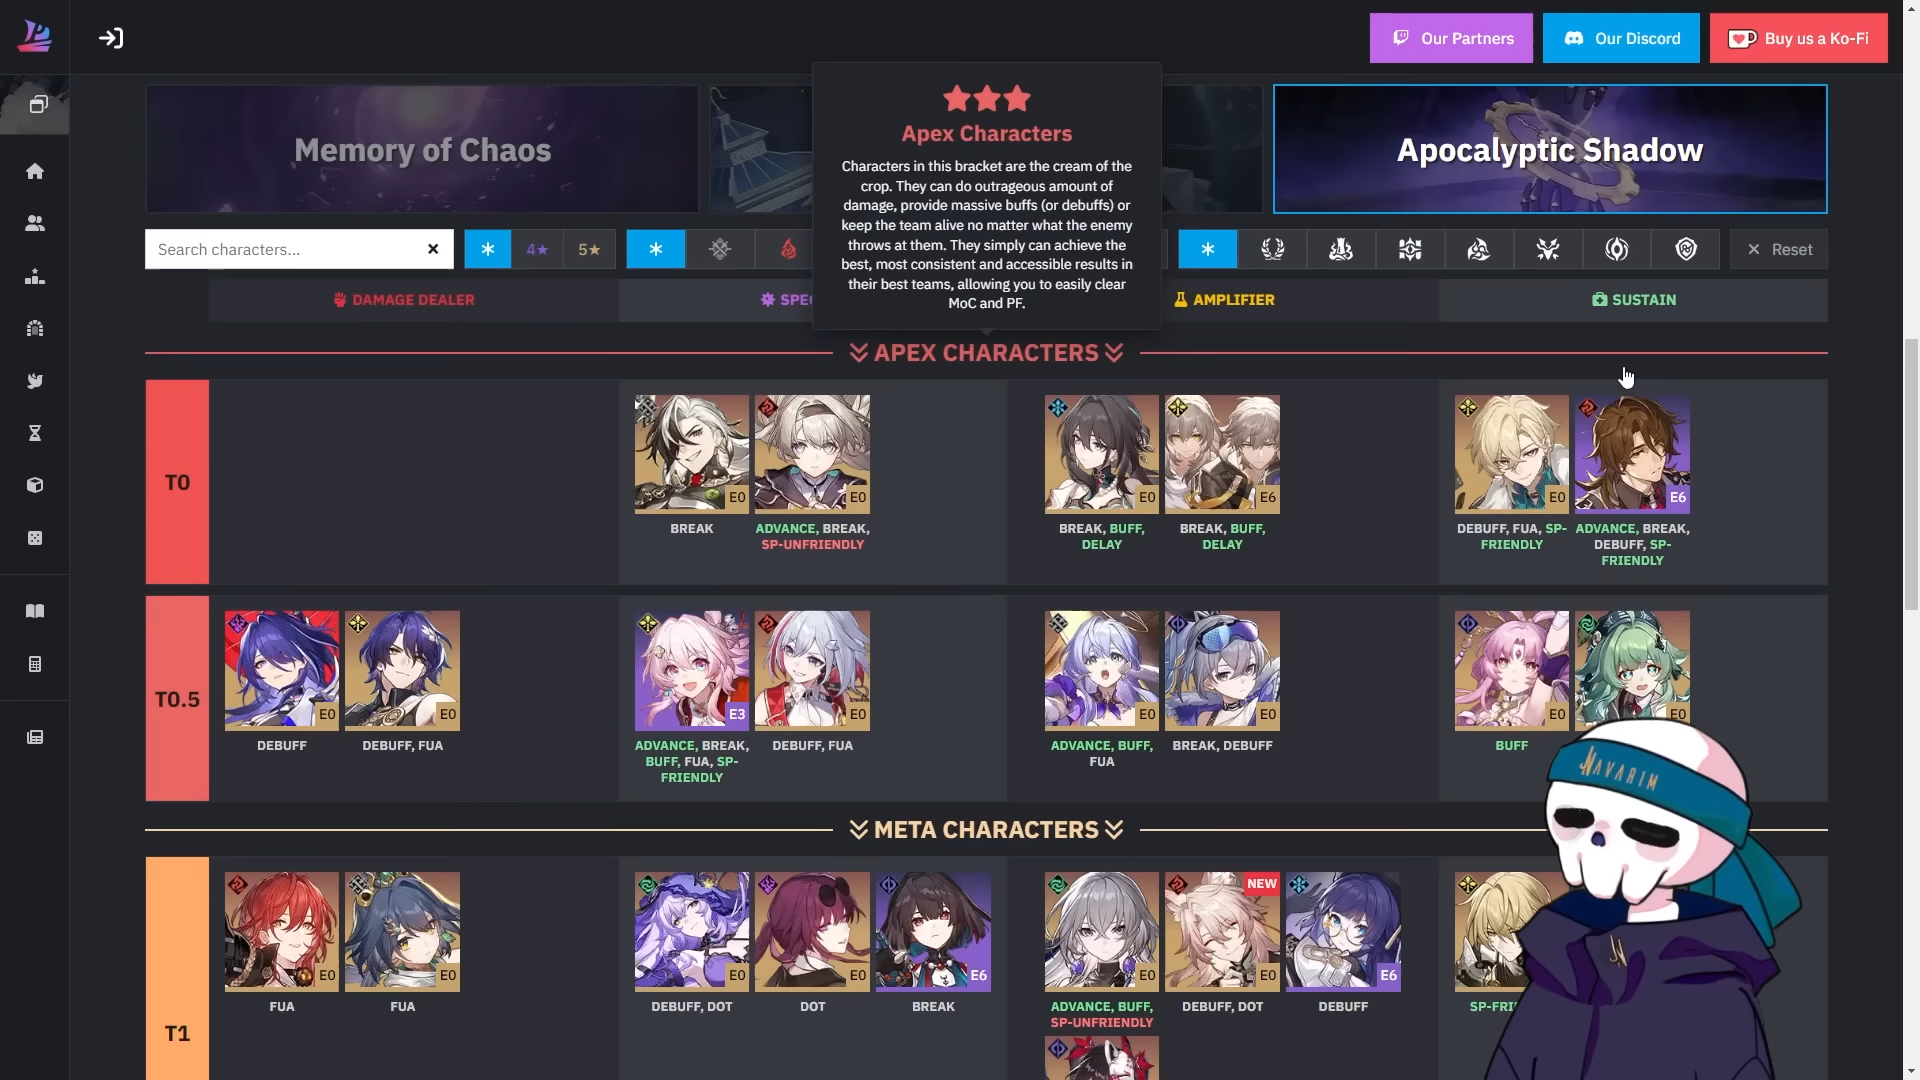 Our Partners
Our Discord
Buy us a Ko-Fi
Memory of Chaos
Apocalyptic Shadow
Apex Characters
Characters in this bracket are the cream of the
crop. They can do outrageous amount of
damage, provide massive buffs (or debuffs) or
keep the team alive no matter what the enemy
throws at them. They simply can achieve the
best, most consistent and accessible results in
their best teams, allowing you to easily clear
MoC and PF.
Search characters...
4★
5★
Reset
DAMAGE DEALER
AMPLIFIER
SUSTAIN
APEX CHARACTERS
T0
E0
E0
E0
E6
E0
E6
BREAK
ADVANCE, BREAK,
SP-UNFRIENDLY
BREAK, BUFF,
DELAY
BREAK, BUFF,
DELAY
DEBUFF, FUA, SP-
FRIENDLY
ADVANCE, BREAK,
DEBUFF, SP-
FRIENDLY
T0.5
E0
E0
E3
E0
E0
E0
E0
E0
DEBUFF
DEBUFF, FUA
ADVANCE, BREAK,
BUFF, FUA, SP-
FRIENDLY
DEBUFF, FUA
ADVANCE, BUFF,
FUA
BREAK, DEBUFF
BUFF
NAVARIM
META CHARACTERS
T1
NEW
E0
E0
E0
E0
E6
E0
E0
E6
FUA
FUA
DEBUFF, DOT
DOT
BREAK
ADVANCE, BUFF,
SP-UNFRIENDLY
DEBUFF, DOT
DEBUFF